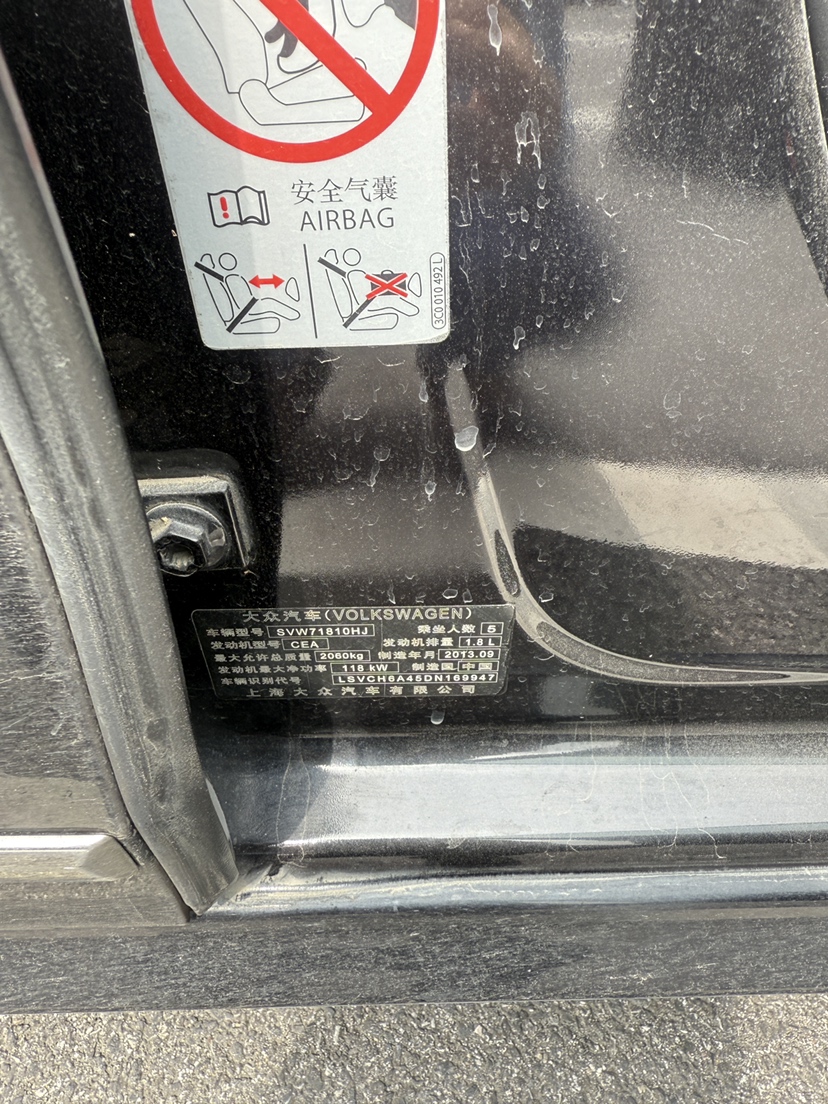 安全气囊
AIRBAG
3C0 010 492 L
大众汽车(VOLKSWAGEN)
车辆型号 SVW71810HJ 乘坐人数 5
发动机型号 CEA 发动机排量 1.8 L
最大允许总质量 2060kg 制造年月 2013.09
发动机最大净功率 118 kW 制造国 中国
车辆识别代号 LSVCH6A45DN169947
上海大众汽车有限公司